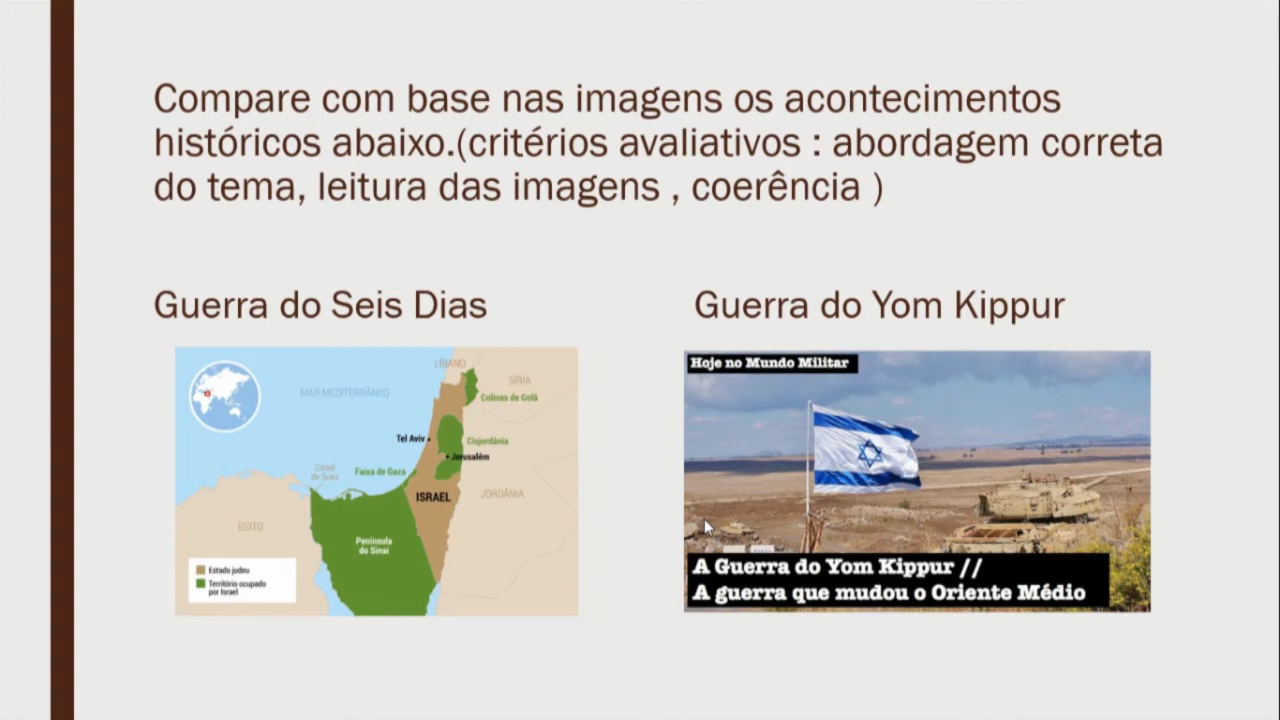 Compare com base nas imagens os acontecimentos
históricos abaixo.(critérios avaliativos : abordagem correta
do tema, leitura das imagens , coerência )
Guerra do Seis Dias
Guerra do Yom Kippur
LÍBANO
SÍRIA
MAR MEDITERRÂNEO
Colinas de Golã
Tel Aviv
Cisjordânia
Jerusalém
Canal
de Suez
Faixa de Gaza
ISRAEL
JORDÂNIA
EGITO
Península
do Sinai
Estado judeu
Território ocupado
por Israel
Hoje no Mundo Militar
A Guerra do Yom Kippur //
A guerra que mudou o Oriente Médio